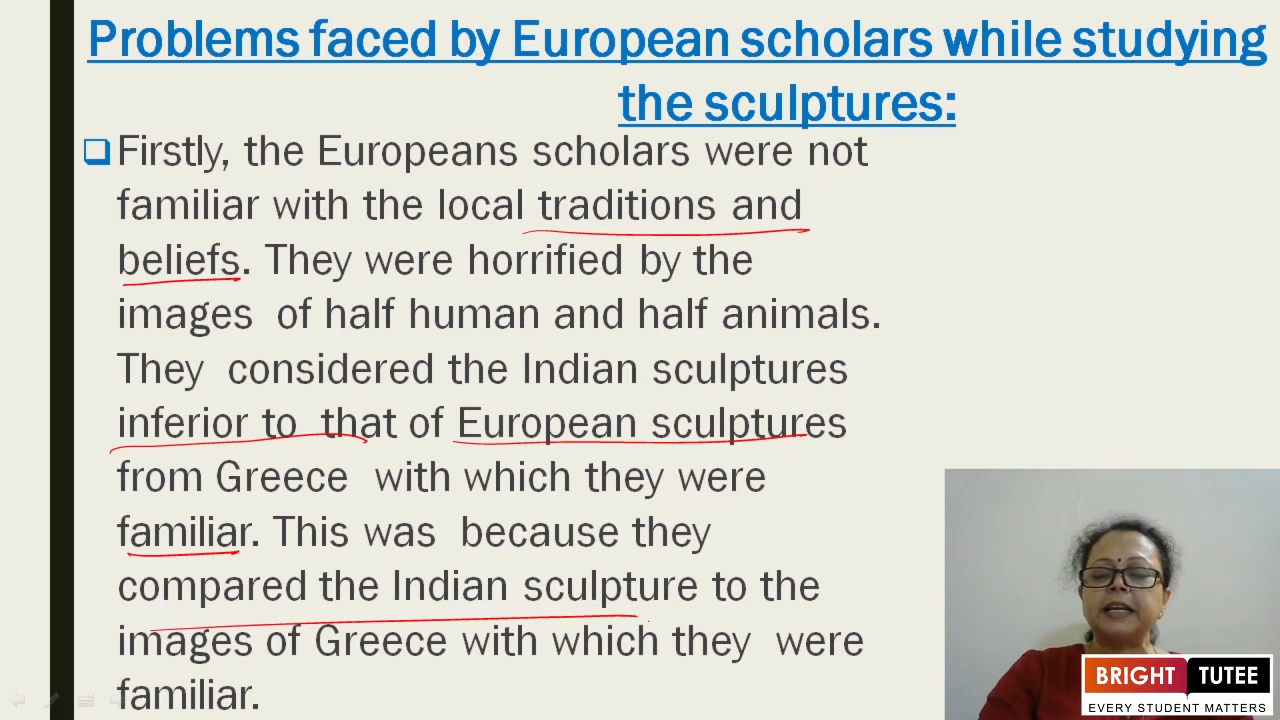 Problems faced by European scholars while studying
the sculptures:
Firstly, the Europeans scholars were not
familiar with the local traditions and
beliefs. They were horrified by the
images of half human and half animals.
They considered the Indian sculptures
inferior to that of European sculptures
from Greece with which they were
familiar. This was because they
compared the Indian sculpture to the
images of Greece with which they were
familiar.
BRIGHT TUTEE
EVERY STUDENT MATTERS